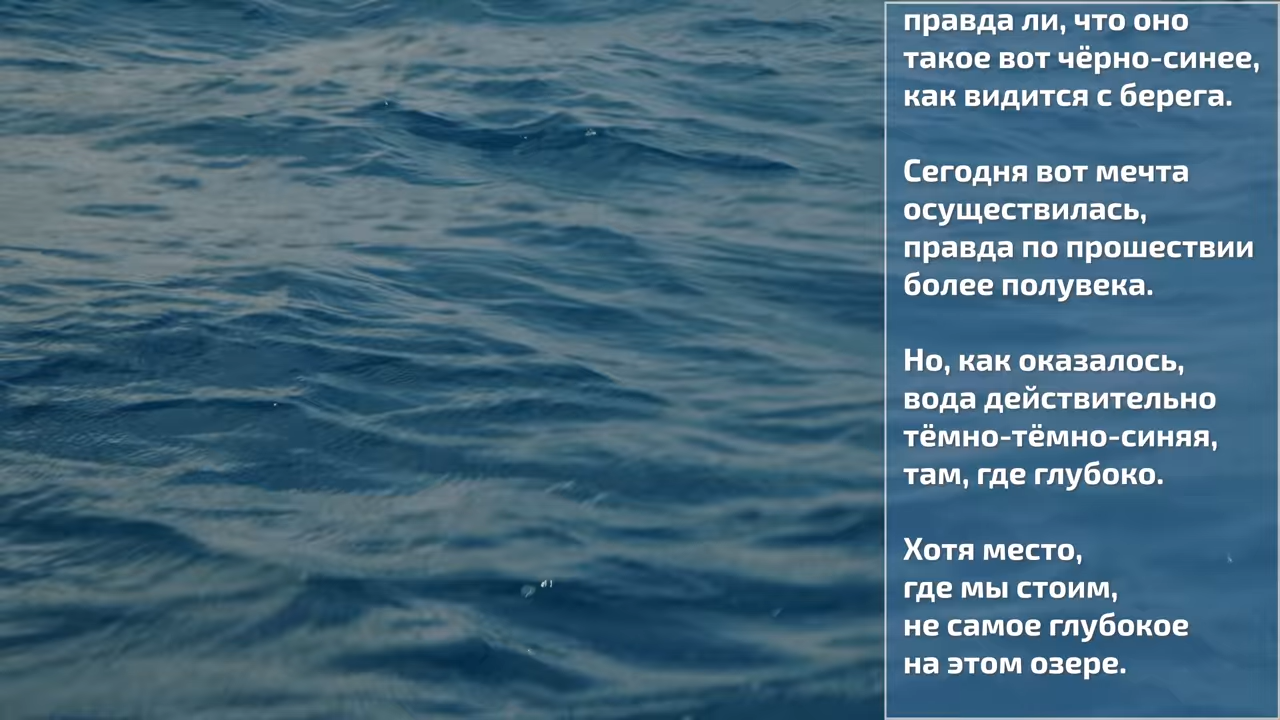 правда ли, что оно
такое вот чёрно-синее,
как видится с берега.
Сегодня вот мечта
осуществилась,
правда по прошествии
более полувека.
Но, как оказалось,
вода действительно
тёмно-тёмно-синяя,
там, где глубоко.
Хотя место,
где мы стоим,
не самое глубокое
на этом озере.